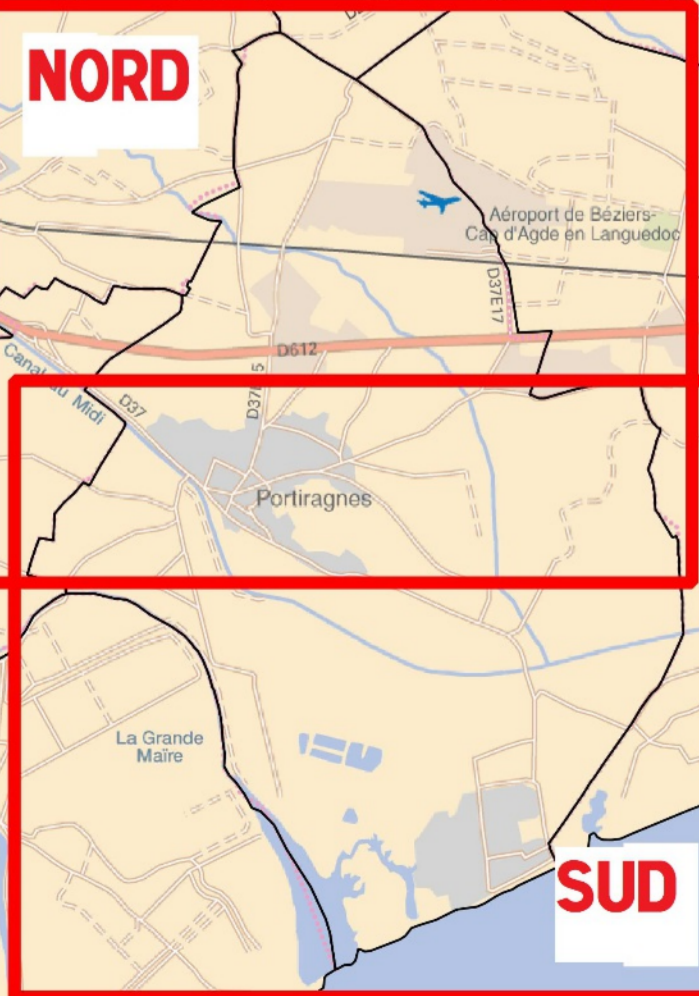 NORD
Aéroport de Béziers-
Cap d'Agde en Languedoc
D37E17
D612
Canal du Midi
D37
Portiragnes
La Grande
Maïre
SUD